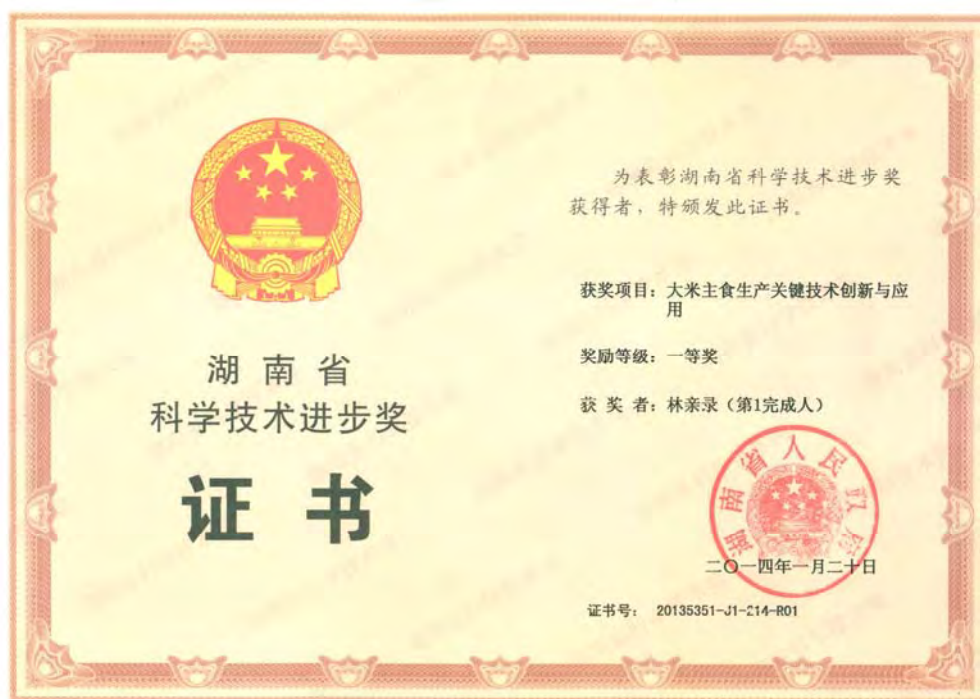 湖南省
科学技术进步奖
证书
为表彰湖南省科学技术进步奖
获得者，特颁发此证书。
获奖项目：大米主食生产关键技术创新与应
用
奖励等级：一等奖
获 奖 者：林亲录（第1完成人）
湖南省人民政府
二〇一四年一月二十日
证书号： 20135351-J1-214-R01